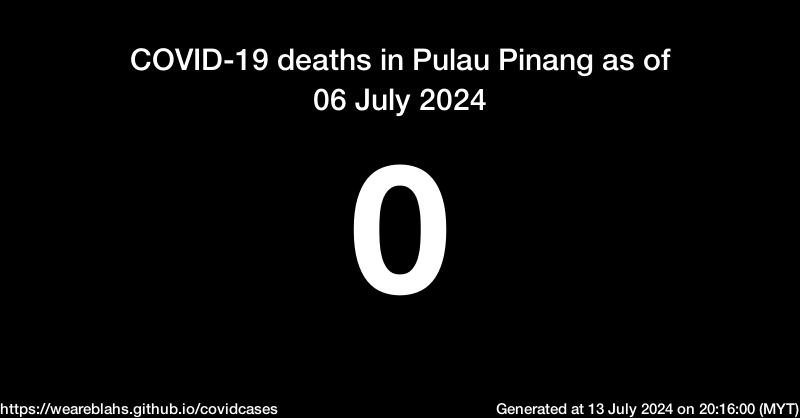 COVID-19 deaths in Pulau Pinang as of
06 July 2024
0
https://weareblahs.github.io/covidcases
Generated at 13 July 2024 on 20:16:00 (MYT)